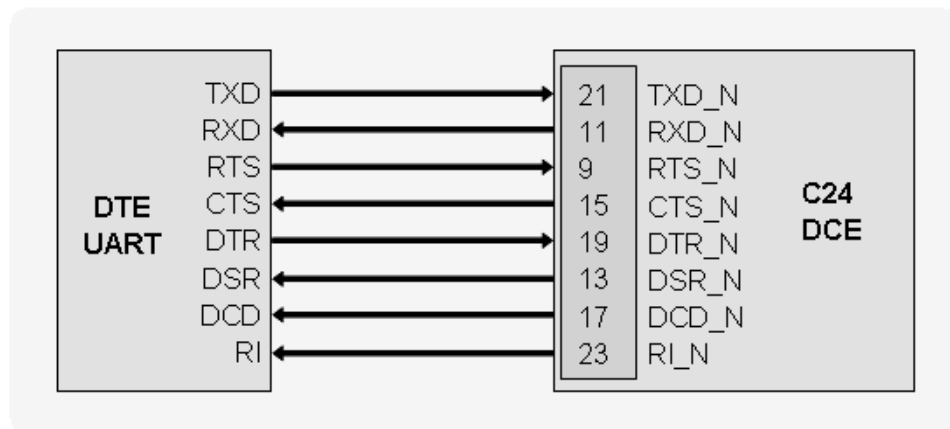 TXD 21 TXD_N
RXD 11 RXD_N
RTS 9 RTS_N
CTS 15 CTS_N
DTR 19 DTR_N
DSR 13 DSR_N
DCD 17 DCD_N
RI 23 RI_N
DTE
UART
C24
DCE